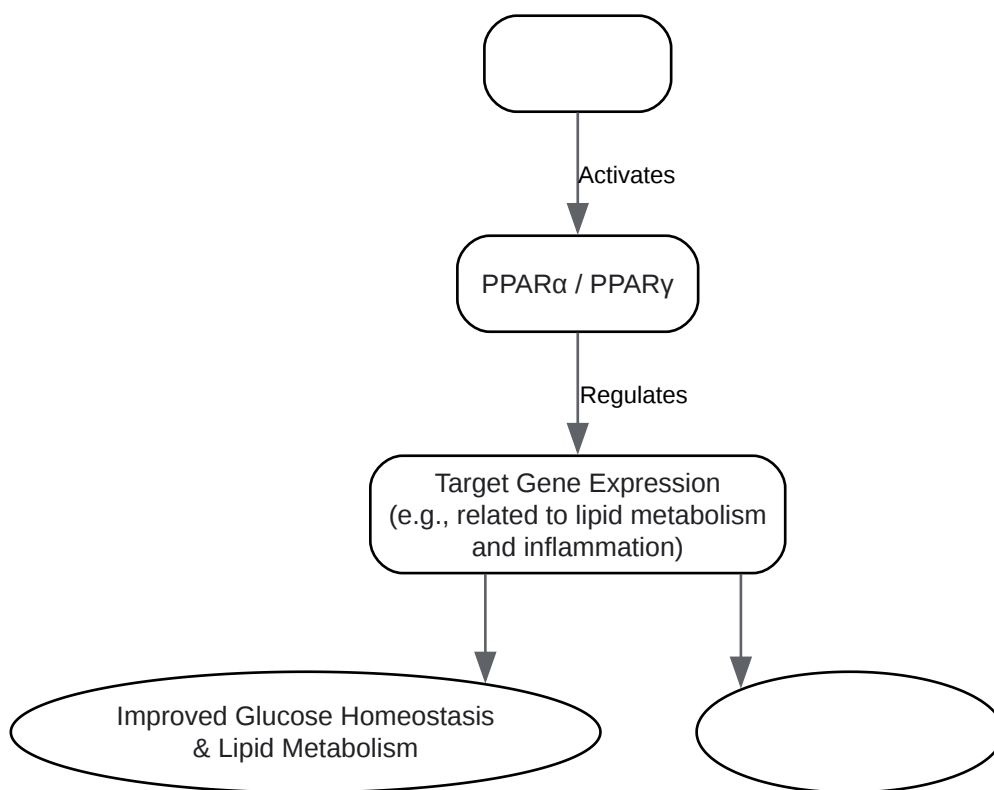 Activates
PPARα / PPARγ
Regulates
Target Gene Expression
(e.g., related to lipid metabolism
and inflammation)
Improved Glucose Homeostasis
& Lipid Metabolism